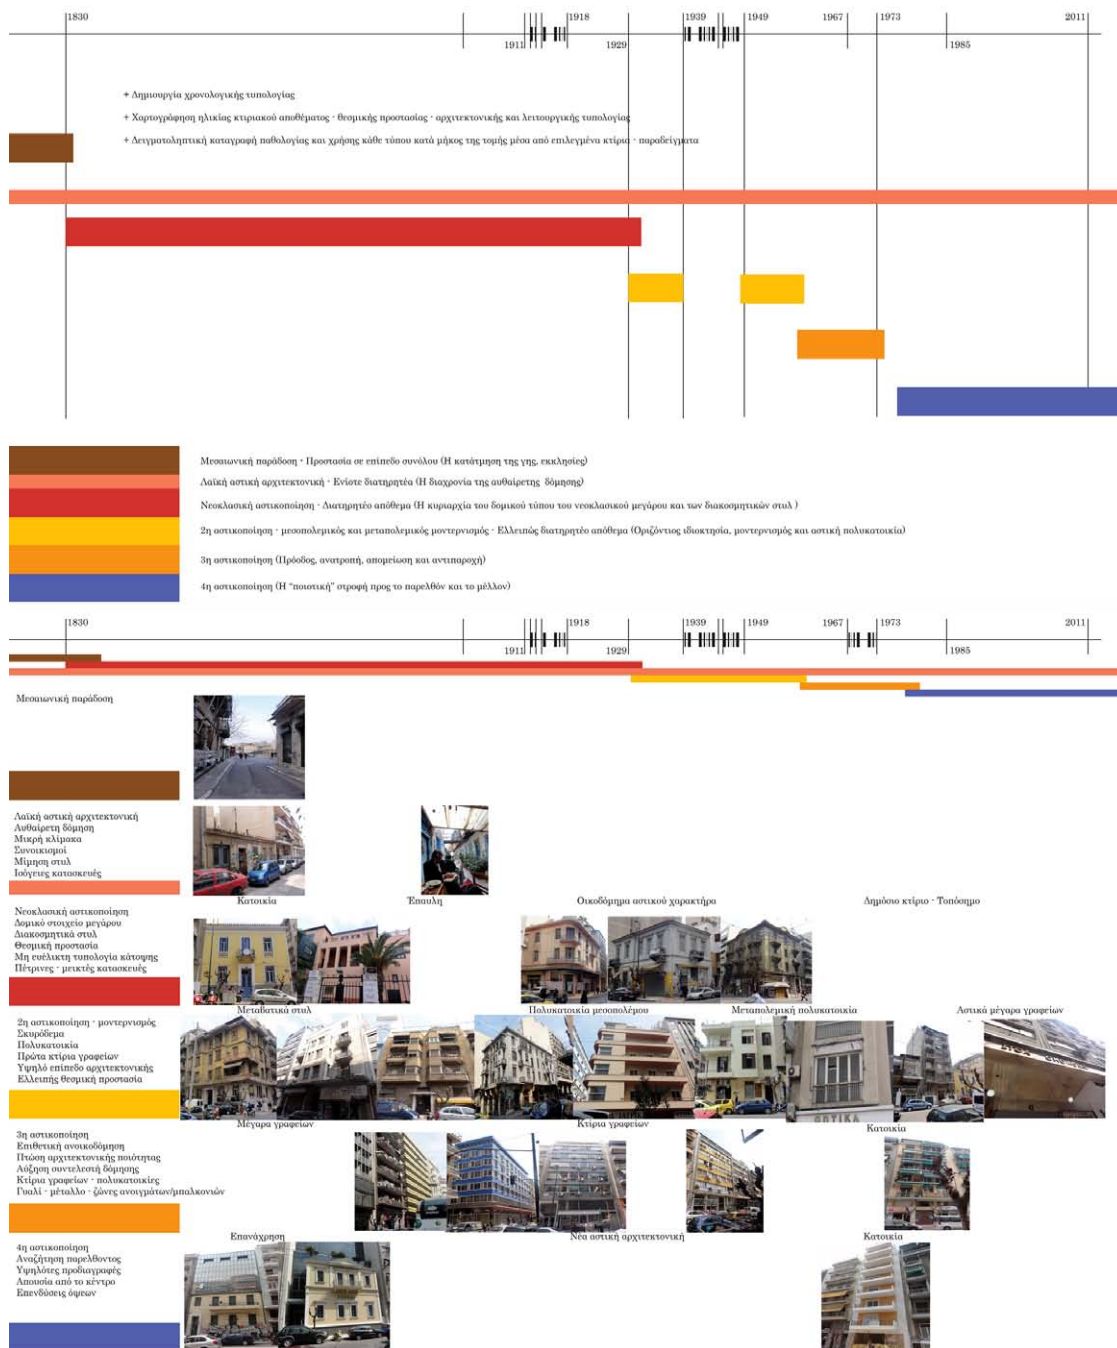 1830
1918
1939
1949
1967
1973
2011
1911
1929
1985
+ Δημιουργία χρονολογικής τυπολογίας
+ Χαρτογράφηση ηλικίας κτιριακού αποθέματος - θεσμικής προστασίας - αρχιτεκτονικής και λειτουργικής τυπολογίας
+ Δειγματοληπτική καταγραφή παθολογίας και χρήσης κάθε τύπου κατά μήκος της τομής μέσα από επιλεγμένα κτίρια - παραδείγματα
Μεσαιωνική παράδοση - Προστασία σε επίπεδο συνόλου (Η κατάτμηση της γης, εκκλησίες)
Λαϊκή αστική αρχιτεκτονική - Ενίοτε διατηρητέα (Η διαχρονία της αυθαίρετης δόμησης)
Νεοκλασική αστικοποίηση - Διατηρητέο απόθεμα (Η κυριαρχία του δομικού τύπου του νεοκλασικού μεγάρου και των διακοσμητικών στυλ )
2η αστικοποίηση - μεσοπολεμικός και μεταπολεμικός μοντερνισμός - Ελλειπώς διατηρητέο απόθεμα (Οριζόντιος ιδιοκτησία, μοντερνισμός και αστική πολυκατοικία)
3η αστικοποίηση (Πρόοδος, ανατροπή, απομείωση και αντιπαροχή)
4η αστικοποίηση (Η "ποιοτική" στροφή προς το παρελθόν και το μέλλον)
1830
1918
1939
1949
1967
1973
2011
1911
1929
1985
Μεσαιωνική παράδοση
Λαϊκή αστική αρχιτεκτονική
Αυθαίρετη δόμηση
Μικρή κλίμακα
Συνοικισμοί
Μίμηση στυλ
Ισόγειες κατασκευές
Κατοικία
Έπαυλη
Οικοδόμημα αστικού χαρακτήρα
Δημόσιο κτίριο - Τοπόσημο
Νεοκλασική αστικοποίηση
Δομικό στοιχείο μεγάρου
Διακοσμητικά στυλ
Θεσμική προστασία
Μη ευέλικτη τυπολογία κάτοψης
Πέτρινες - μεικτές κατασκευές
Μεταβατικά στυλ
Πολυκατοικία μεσοπολέμου
Μεταπολεμική πολυκατοικία
Αστικά μέγαρα γραφείων
2η αστικοποίηση - μοντερνισμός
Σκυρόδεμα
Πολυκατοικία
Πρώτα κτίρια γραφείων
Υψηλό επίπεδο αρχιτεκτονικής
Ελλειπής θεσμική προστασία
Μέγαρα γραφείων
Κτίρια γραφείων
Κατοικία
3η αστικοποίηση
Επιθετική ανοικοδόμηση
Πτώση αρχιτεκτονικής ποιότητας
Αύξηση συντελεστή δόμησης
Κτίρια γραφείων - πολυκατοικίες
Γυαλί - μέταλλο - ζώνες ανοιγμάτων/μπαλκονιών
Επανάχρηση
Νέα αστική αρχιτεκτονική
Κατοικία
4η αστικοποίηση
Αναζήτηση παρελθοντος
Υψηλότες προδιαγραφές
Απουσία από το κέντρο
Επενδύσεις όψεων